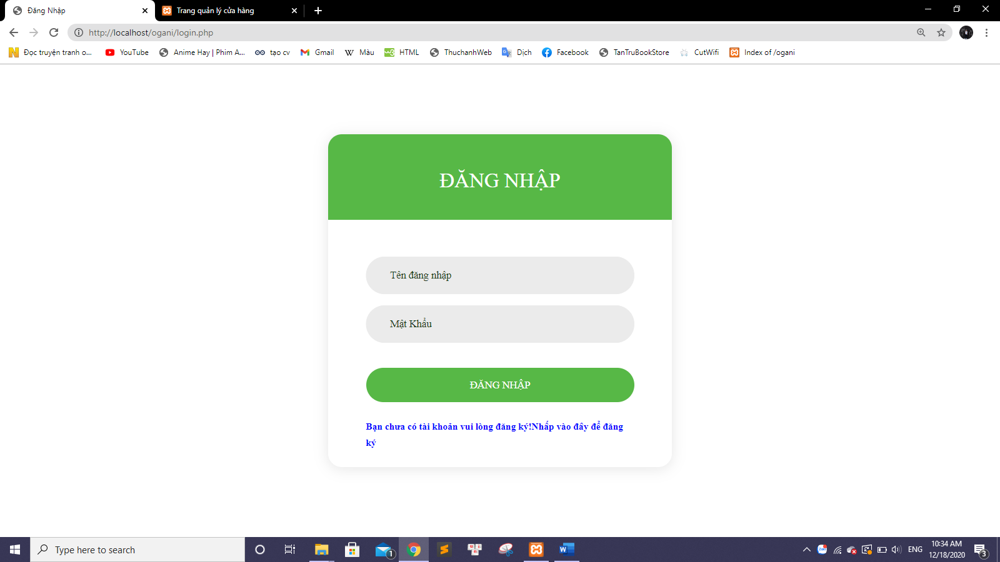 Đăng Nhập
Trang quản lý cửa hàng
http://localhost/ogani/login.php
Đọc truyện tranh o...
YouTube
Anime Hay | Phim A...
tạo cv
Gmail
Màu
HTML
ThuchanhWeb
Dịch
Facebook
TanTruBookStore
CutWifi
Index of /ogani
ĐĂNG NHẬP
Tên đăng nhập
Mật Khẩu
ĐĂNG NHẬP
Bạn chưa có tài khoản vui lòng đăng ký!Nhấp vào đây để đăng
ký
Type here to search
1
ENG
10:34 AM
12/18/2020
3